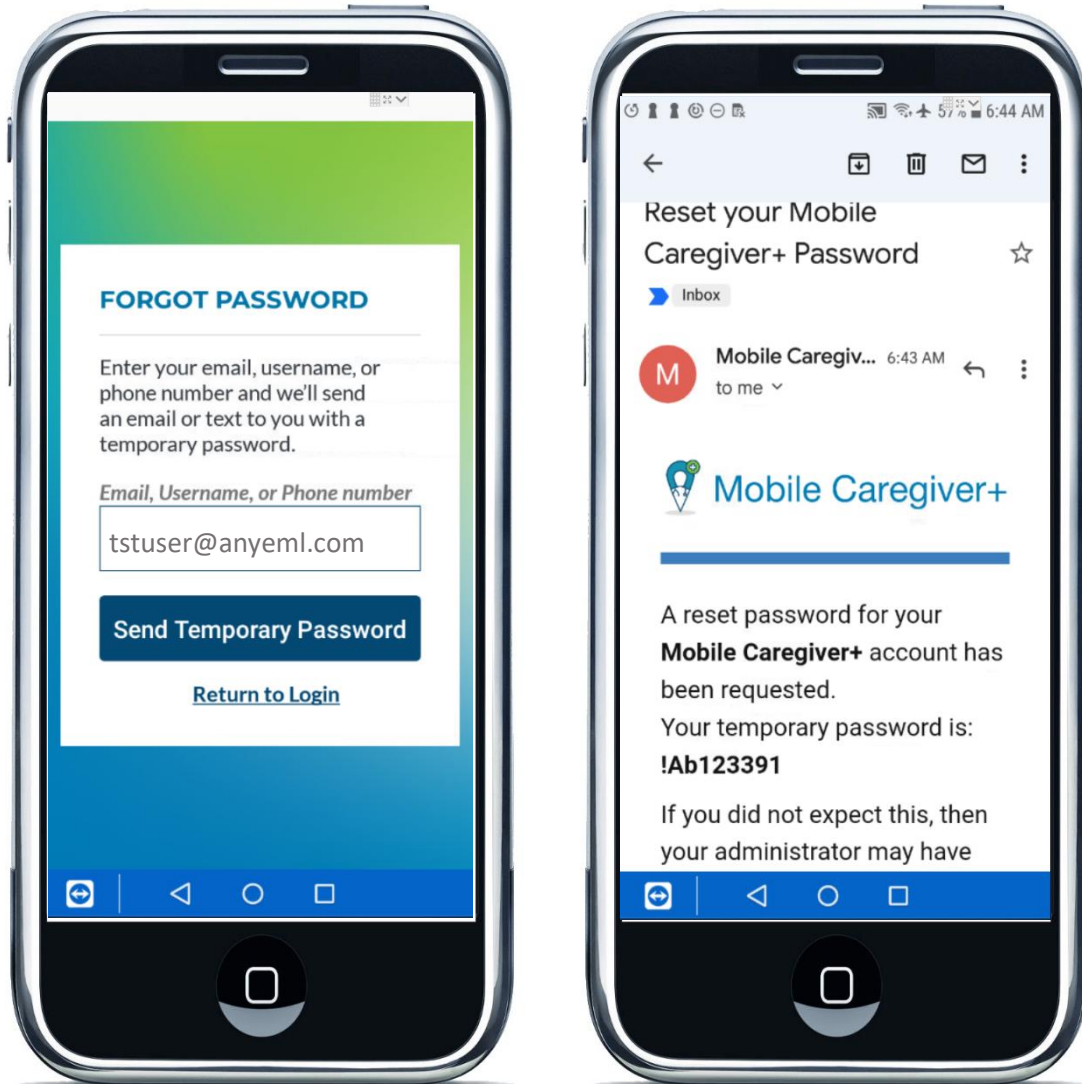 FORGOT PASSWORD
Enter your email, username, or
phone number and we'll send
an email or text to you with a
temporary password.
Email, Username, or Phone number
tstuser@anyeml.com
Send Temporary Password
Return to Login
6:44 AM
Reset your Mobile
Caregiver+ Password
Inbox
M
Mobile Caregiv... 6:43 AM
to me
Mobile Caregiver+
A reset password for your
Mobile Caregiver+ account has
been requested.
Your temporary password is:
!Ab123391
If you did not expect this, then
your administrator may have